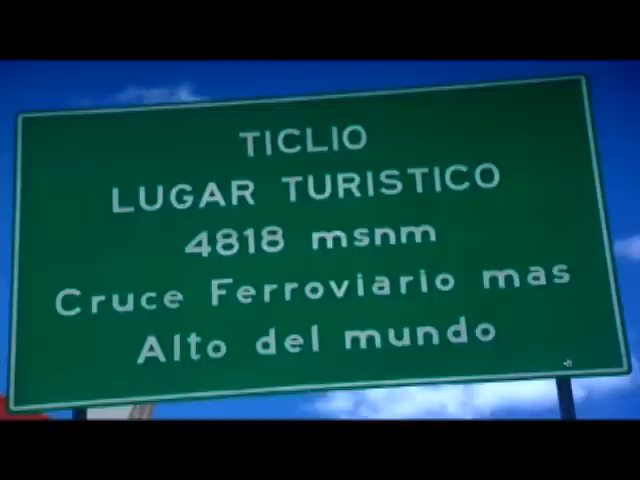 TICLIO
LUGAR TURISTICO
4818 msnm
Cruce Ferroviario mas
Alto del mundo